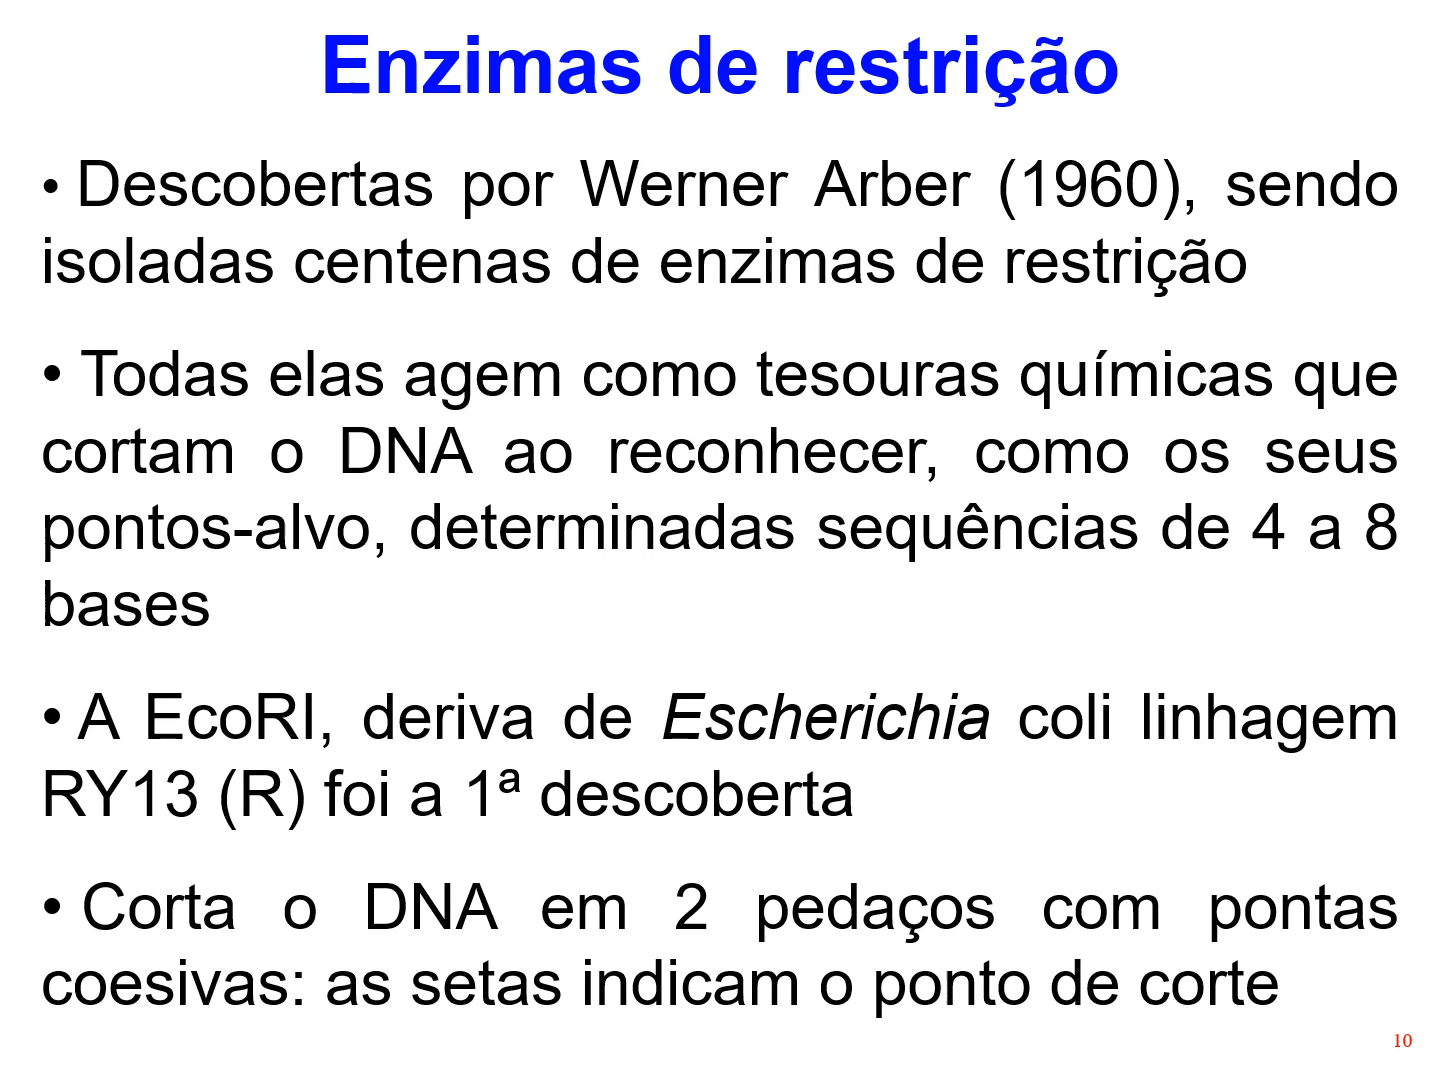 Enzimas de restrição
• Descobertas por Werner Arber (1960), sendo
isoladas centenas de enzimas de restrição
• Todas elas agem como tesouras químicas que
cortam o DNA ao reconhecer, como os seus
pontos-alvo, determinadas sequências de 4 a 8
bases
• A EcoRI, deriva de Escherichia coli linhagem
RY13 (R) foi a 1ª descoberta
• Corta o DNA em 2 pedaços com pontas
coesivas: as setas indicam o ponto de corte
10